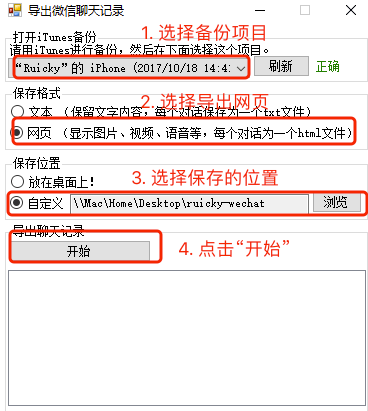 导出微信聊天记录
1. 选择备份项目
打开iTunes备份
请用iTunes进行备份，然后在下面选择这个项目。
“Ruicky”的 iPhone (2017/10/18 14:4
刷新
正确
保存格式
2. 选择导出网页
文本 （保留文字内容，每个对话保存为一个txt文件）
网页 （显示图片、视频、语音等，每个对话为一个html文件）
保存位置
3. 选择保存的位置
放在桌面上！
自定义 \\Mac\Home\Desktop\ruicky-wechat 浏览
导出聊天记录
开始
4. 点击“开始”